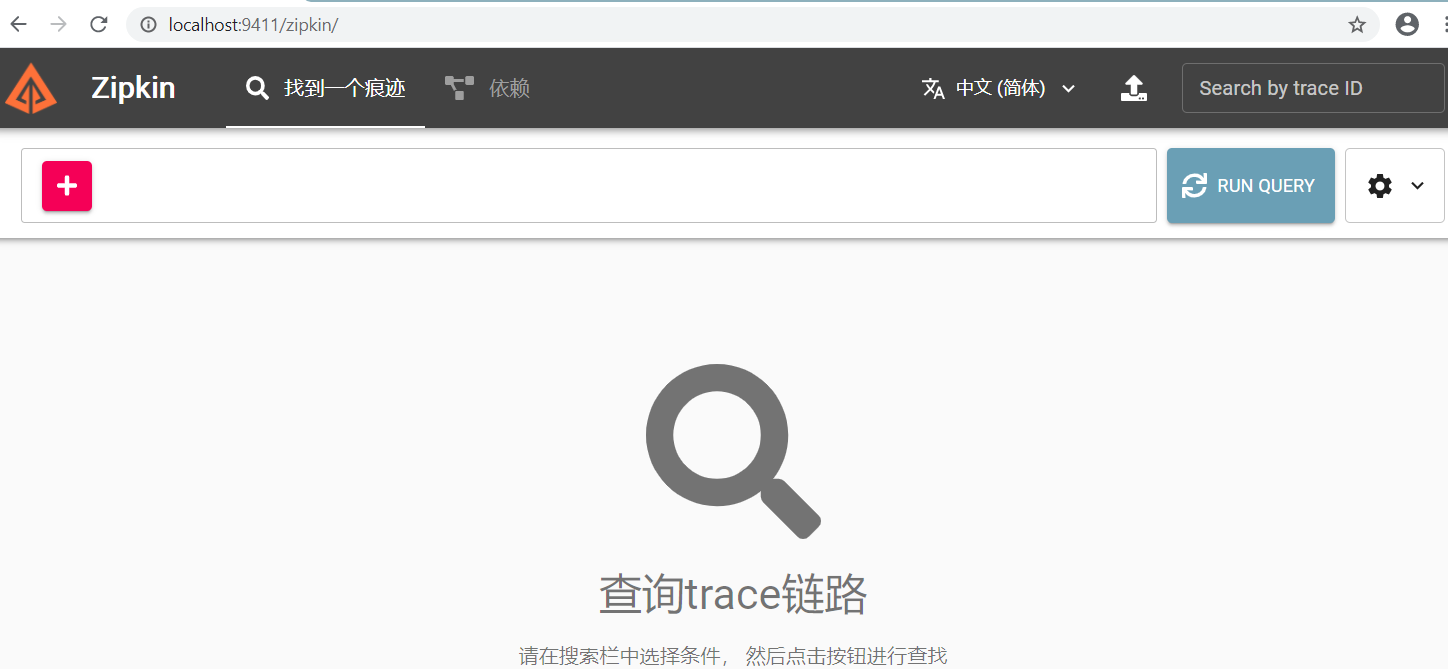 localhost:9411/zipkin/
Zipkin 找到一个痕迹 依赖 中文 (简体) Search by trace ID
RUN QUERY
查询trace链路
请在搜索栏中选择条件， 然后点击按钮进行查找